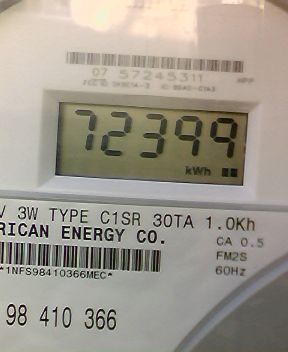 07 57245311
72399
kWh
V 3W TYPE C1SR 30TA 1.0Kh
RICAN ENERGY CO.
CA 0.5
FM2S
60Hz
*1NFS98410366MEC*
98 410 366